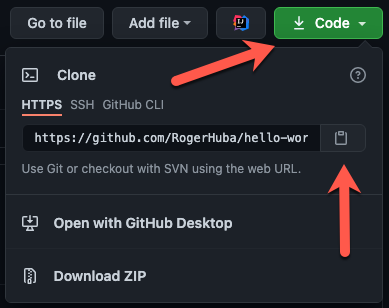 Go to file Add file IJ Code
Clone
HTTPS SSH GitHub CLI
https://github.com/RogerHuba/hello-wor
Use Git or checkout with SVN using the web URL.
Open with GitHub Desktop
Download ZIP